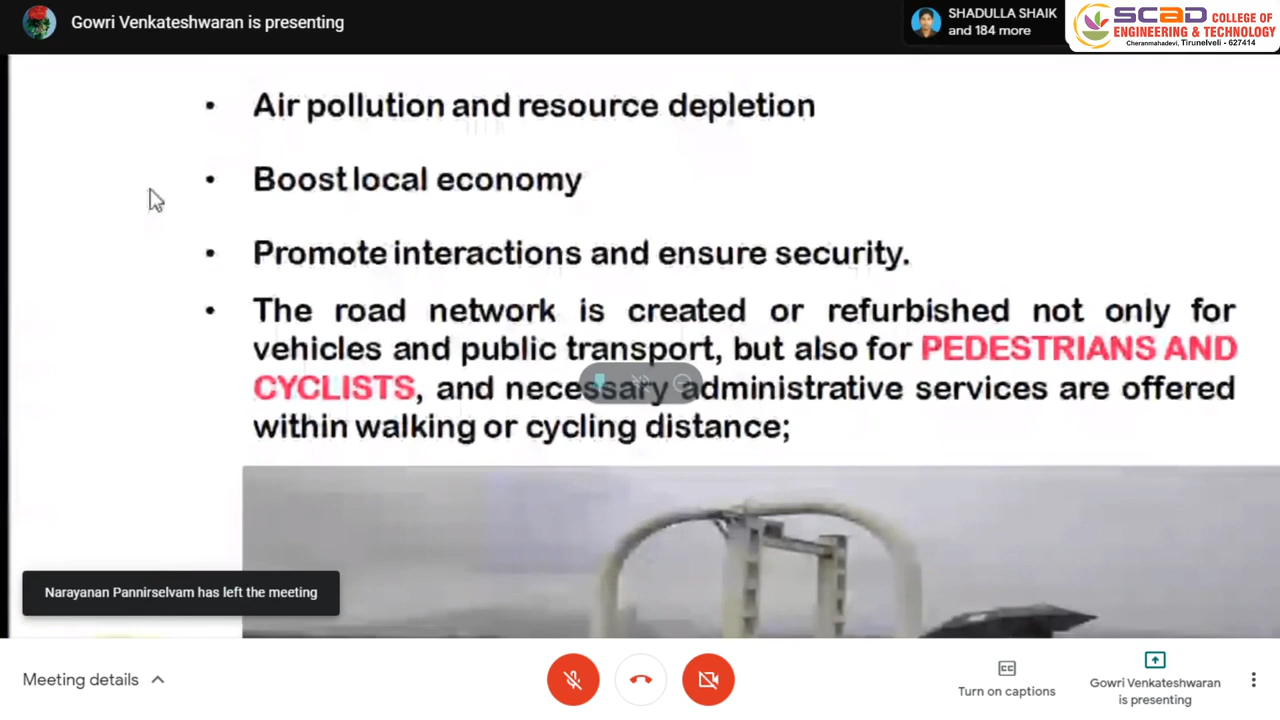 Gowri Venkateshwaran is presenting
SHADULLA SHAIK
and 184 more
SCAD COLLEGE OF
ENGINEERING & TECHNOLOGY
Cheranmahadevi, Tirunelveli - 627414
• Air pollution and resource depletion
• Boost local economy
• Promote interactions and ensure security.
• The road network is created or refurbished not only for
vehicles and public transport, but also for PEDESTRIANS AND
CYCLISTS, and necessary administrative services are offered
within walking or cycling distance;
Narayanan Pannirselvam has left the meeting
Meeting details
CC
Turn on captions
Gowri Venkateshwaran
is presenting